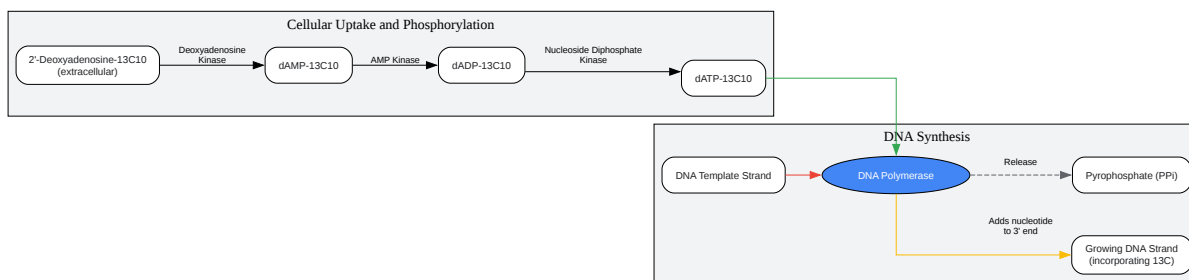 Cellular Uptake and Phosphorylation
2'-Deoxyadenosine-13C10
(extracellular)
Deoxyadenosine
Kinase
dAMP-13C10
AMP Kinase
dADP-13C10
Nucleoside Diphosphate
Kinase
dATP-13C10
DNA Synthesis
DNA Template Strand
DNA Polymerase
Release
Pyrophosphate (PPi)
Adds nucleotide
to 3' end
Growing DNA Strand
(incorporating 13C)